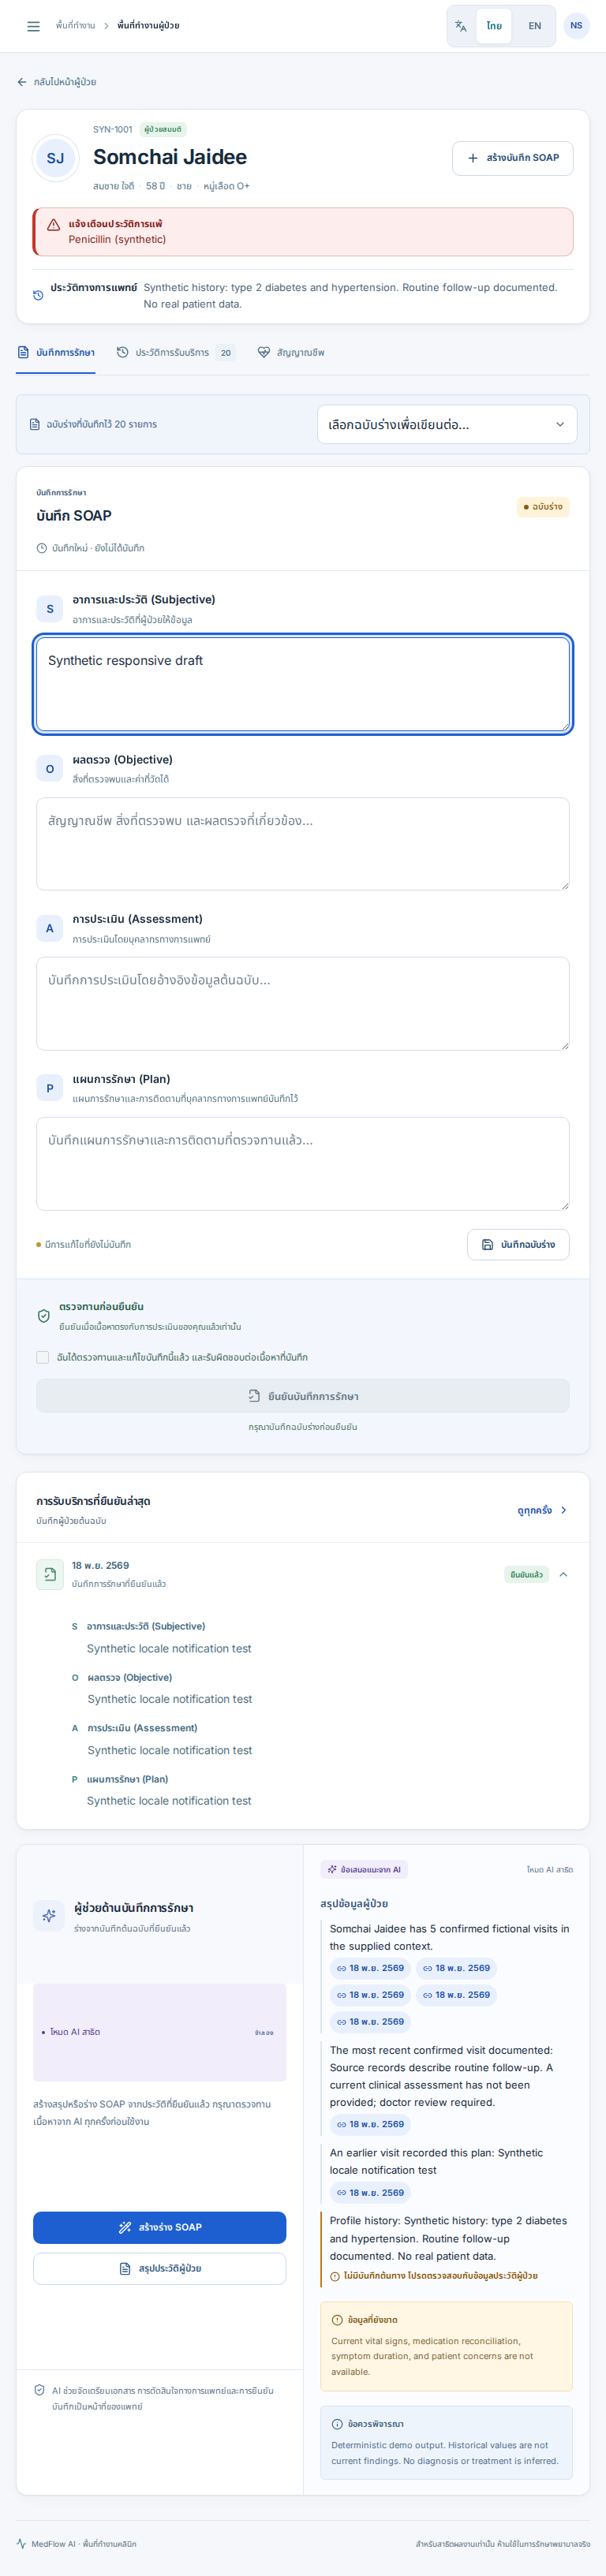 พื้นที่ทำงาน > พื้นที่ทำงานผู้ป่วย
ไทย EN NS
กลับไปหน้าผู้ป่วย
SJ
SYN-1001 ผู้ป่วยสมมติ
Somchai Jaidee
สมชาย ใจดี · 58 ปี · ชาย · หมู่เลือด O+
สร้างบันทึก SOAP
แจ้งเตือนประวัติการแพ้
Penicillin (synthetic)
ประวัติทางการแพทย์ Synthetic history: type 2 diabetes and hypertension. Routine follow-up documented.
No real patient data.
บันทึกการรักษา ประวัติการรับบริการ 20 สัญญาณชีพ
ฉบับร่างที่บันทึกไว้ 20 รายการ
เลือกฉบับร่างเพื่อเขียนต่อ...
บันทึกการรักษา
บันทึก SOAP
ฉบับร่าง
บันทึกใหม่ · ยังไม่ได้บันทึก
S อาการและประวัติ (Subjective)
อาการและประวัติที่ผู้ป่วยให้ข้อมูล
Synthetic responsive draft
O ผลตรวจ (Objective)
สิ่งที่ตรวจพบและค่าที่วัดได้
สัญญาณชีพ สิ่งที่ตรวจพบ และผลตรวจที่เกี่ยวข้อง...
A การประเมิน (Assessment)
การประเมินโดยบุคลากรทางการแพทย์
บันทึกการประเมินโดยอ้างอิงข้อมูลต้นฉบับ...
P แผนการรักษา (Plan)
แผนการรักษาและการติดตามที่บุคลากรทางการแพทย์บันทึกไว้
บันทึกแผนการรักษาและการติดตามที่ตรวจทานแล้ว...
มีการแก้ไขที่ยังไม่บันทึก
บันทึกฉบับร่าง
ตรวจทานก่อนยืนยัน
ยืนยันเมื่อเนื้อหาตรงกับการประเมินของคุณแล้วเท่านั้น
ฉันได้ตรวจทานและแก้ไขบันทึกนี้แล้ว และรับผิดชอบต่อเนื้อหาที่บันทึก
ยืนยันบันทึกการรักษา
กรุณาบันทึกฉบับร่างก่อนยืนยัน
การรับบริการที่ยืนยันล่าสุด
บันทึกผู้ป่วยต้นฉบับ
ดูทุกครั้ง
18 พ.ย. 2569
บันทึกการรักษาที่ยืนยันแล้ว
ยืนยันแล้ว
S อาการและประวัติ (Subjective)
Synthetic locale notification test
O ผลตรวจ (Objective)
Synthetic locale notification test
A การประเมิน (Assessment)
Synthetic locale notification test
P แผนการรักษา (Plan)
Synthetic locale notification test
ผู้ช่วยด้านบันทึกการรักษา
ร่างจากบันทึกต้นฉบับที่ยืนยันแล้ว
โหมด AI สาธิต จำลอง
สร้างสรุปหรือร่าง SOAP จากประวัติที่ยืนยันแล้ว กรุณาตรวจทาน
เนื้อหาจาก AI ทุกครั้งก่อนใช้งาน
สร้างร่าง SOAP
สรุปประวัติผู้ป่วย
AI ช่วยจัดเตรียมเอกสาร การตัดสินใจทางการแพทย์และการยืนยัน
บันทึกเป็นหน้าที่ของแพทย์
ข้อเสนอแนะจาก AI โหมด AI สาธิต
สรุปข้อมูลผู้ป่วย
Somchai Jaidee has 5 confirmed fictional visits in
the supplied context.
18 พ.ย. 2569 18 พ.ย. 2569
18 พ.ย. 2569 18 พ.ย. 2569
18 พ.ย. 2569
The most recent confirmed visit documented:
Source records describe routine follow-up. A
current clinical assessment has not been
provided; doctor review required.
18 พ.ย. 2569
An earlier visit recorded this plan: Synthetic
locale notification test
18 พ.ย. 2569
Profile history: Synthetic history: type 2 diabetes
and hypertension. Routine follow-up
documented. No real patient data.
ไม่มีบันทึกต้นทาง โปรดตรวจสอบกับข้อมูลประวัติผู้ป่วย
ข้อมูลที่ยังขาด
Current vital signs, medication reconciliation,
symptom duration, and patient concerns are not
available.
ข้อควรพิจารณา
Deterministic demo output. Historical values are not
current findings. No diagnosis or treatment is inferred.
MedFlow AI · พื้นที่ทำงานคลินิก
สำหรับสาธิตผลงานเท่านั้น ห้ามใช้ในการรักษาพยาบาลจริง